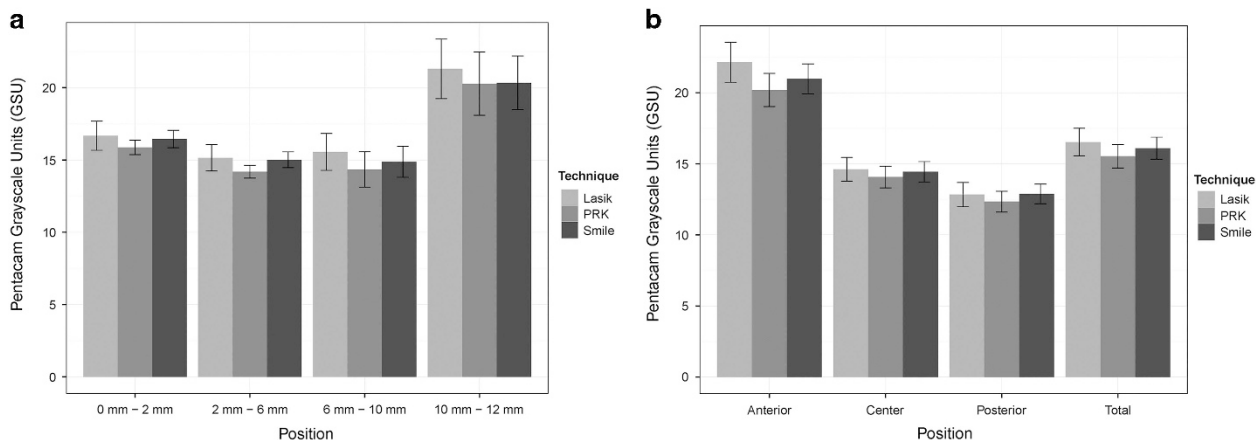 a
Pentacam Grayscale Units (GSU)
20
15
10
5
0
0 mm – 2 mm
2 mm – 6 mm
6 mm – 10 mm
10 mm – 12 mm
Position
Technique
Lasik
PRK
Smile
b
Pentacam Grayscale Units (GSU)
20
15
10
5
0
Anterior
Center
Posterior
Total
Position
Technique
Lasik
PRK
Smile